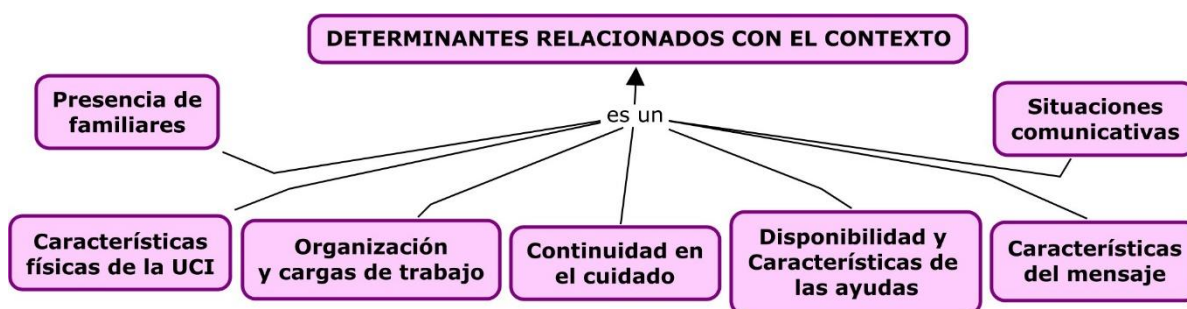 DETERMINANTES RELACIONADOS CON EL CONTEXTO
Presencia de
familiares
es un
Situaciones
comunicativas
Características
físicas de la UCI
Organización
y cargas de trabajo
Continuidad en
el cuidado
Disponibilidad y
Características de
las ayudas
Características
del mensaje